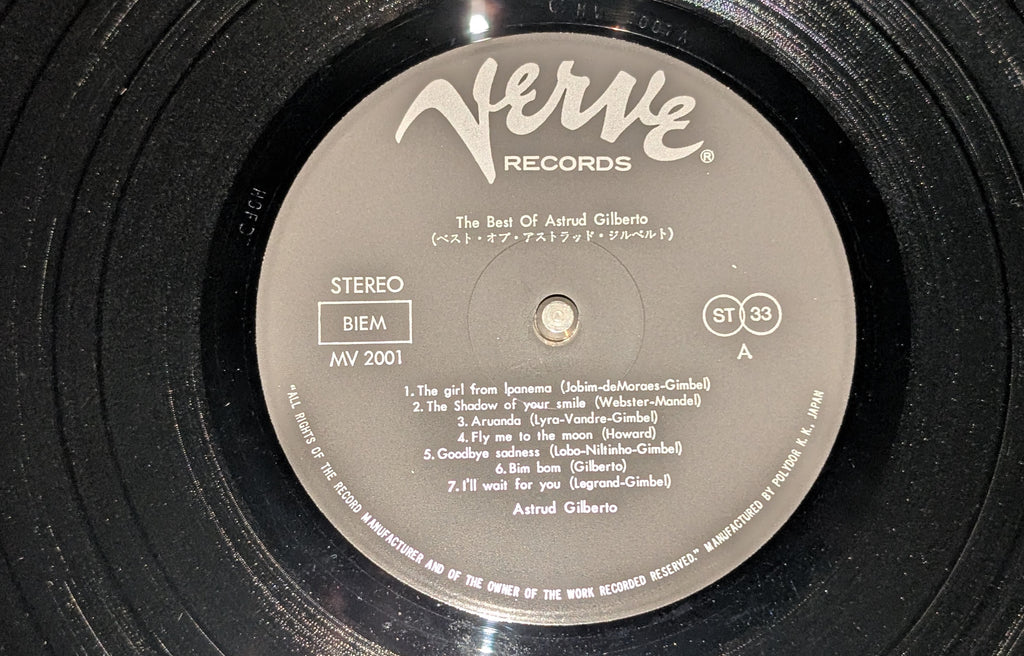 Verve
RECORDS
®
The Best Of Astrud Gilberto
(ベスト・オブ・アストラッド・ジルベルト)
STEREO
BIEM
MV 2001
ST 33
A
1. The girl from Ipanema (Jobim-deMoraes-Gimbel)
2. The Shadow of your smile (Webster-Mandel)
3. Aruanda (Lyra-Vandre-Gimbel)
4. Fly me to the moon (Howard)
5. Goodbye sadness (Lobo-Niltinho-Gimbel)
6. Bim bom (Gilberto)
7. I'll wait for you (Legrand-Gimbel)
Astrud Gilberto
"ALL RIGHTS OF THE RECORD MANUFACTURER AND OF THE OWNER OF THE WORK RECORDED RESERVED." MANUFACTURED BY POLYDOR K. K., JAPAN